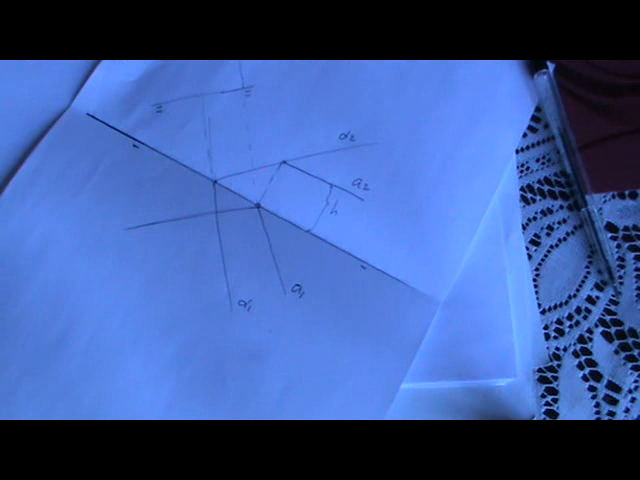 =
=
-
α₂
a₂
h
-
a₁
α₁